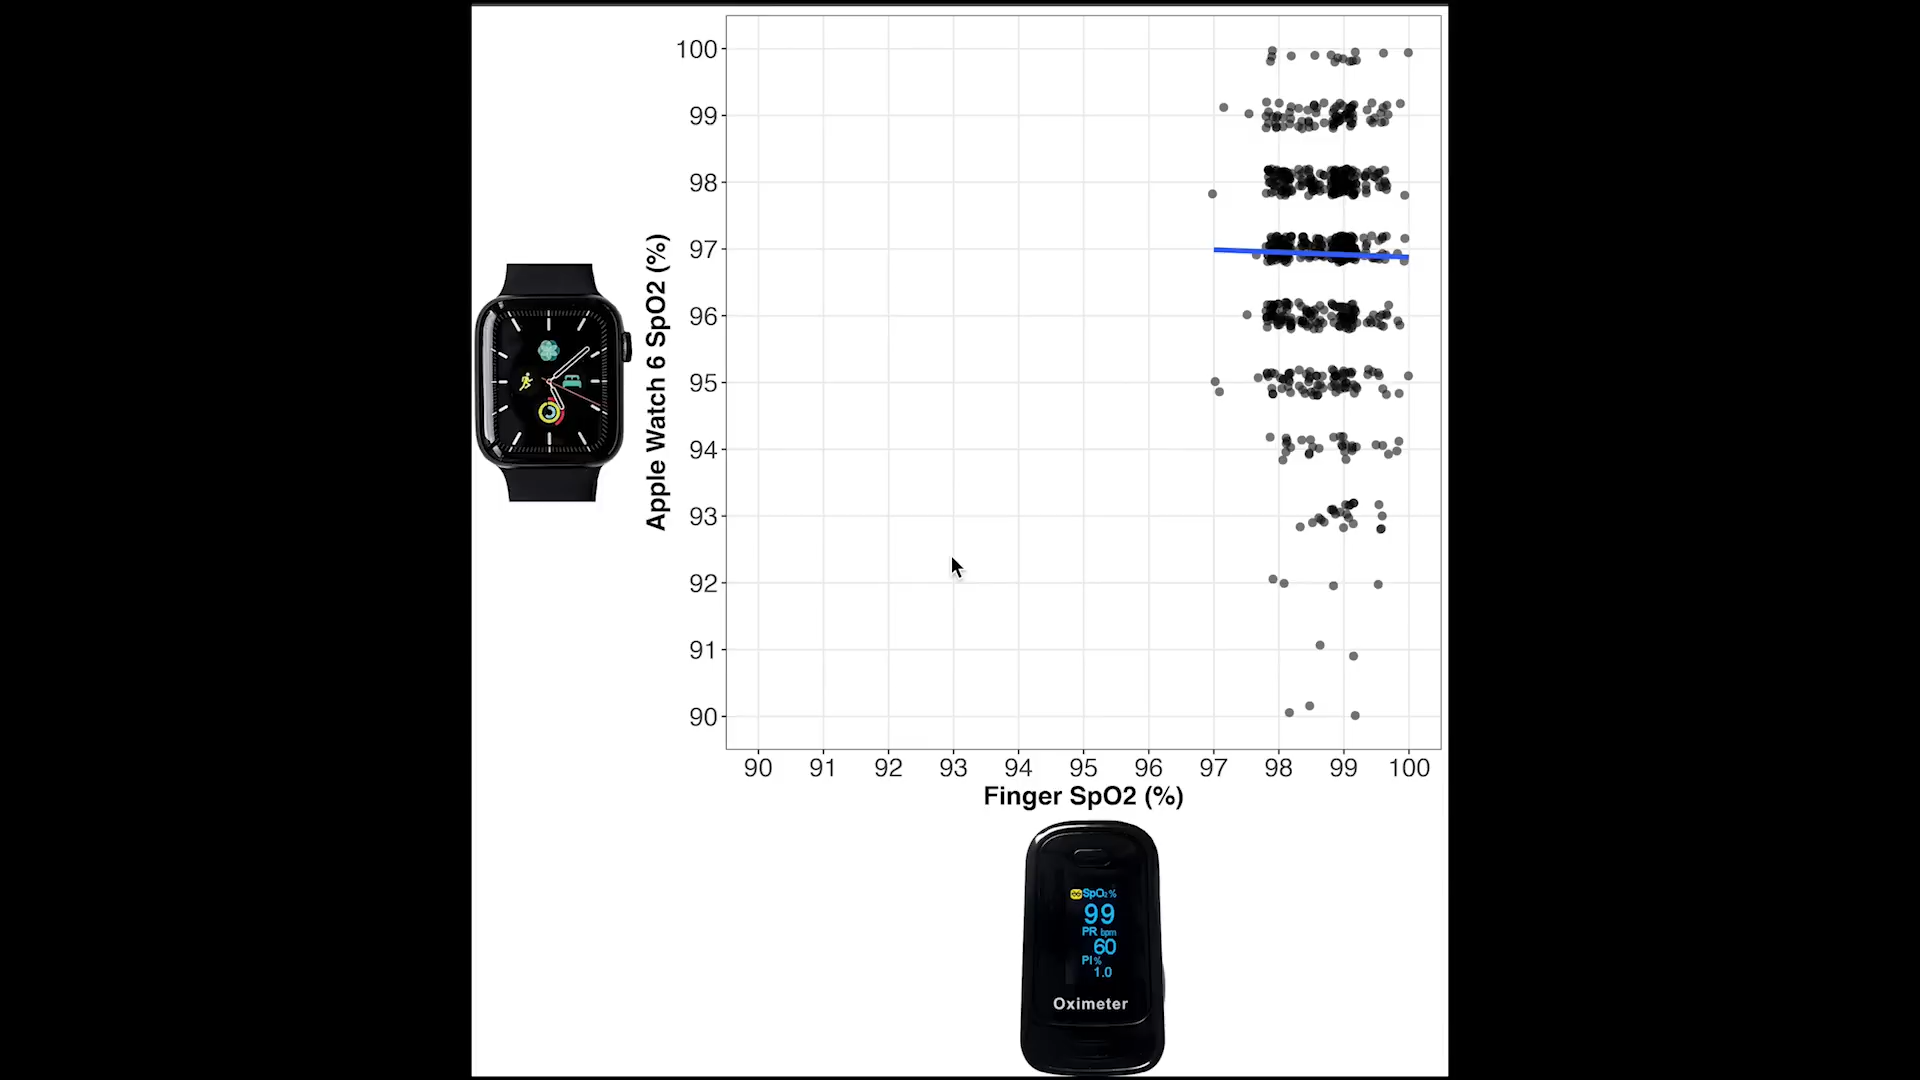 100
99
98
97
96
95
94
93
92
91
90
Apple Watch 6 SpO2 (%)
90 91 92 93 94 95 96 97 98 99 100
Finger SpO2 (%)
SpO₂%
99
PR bpm
60
PI%
1.0
Oximeter